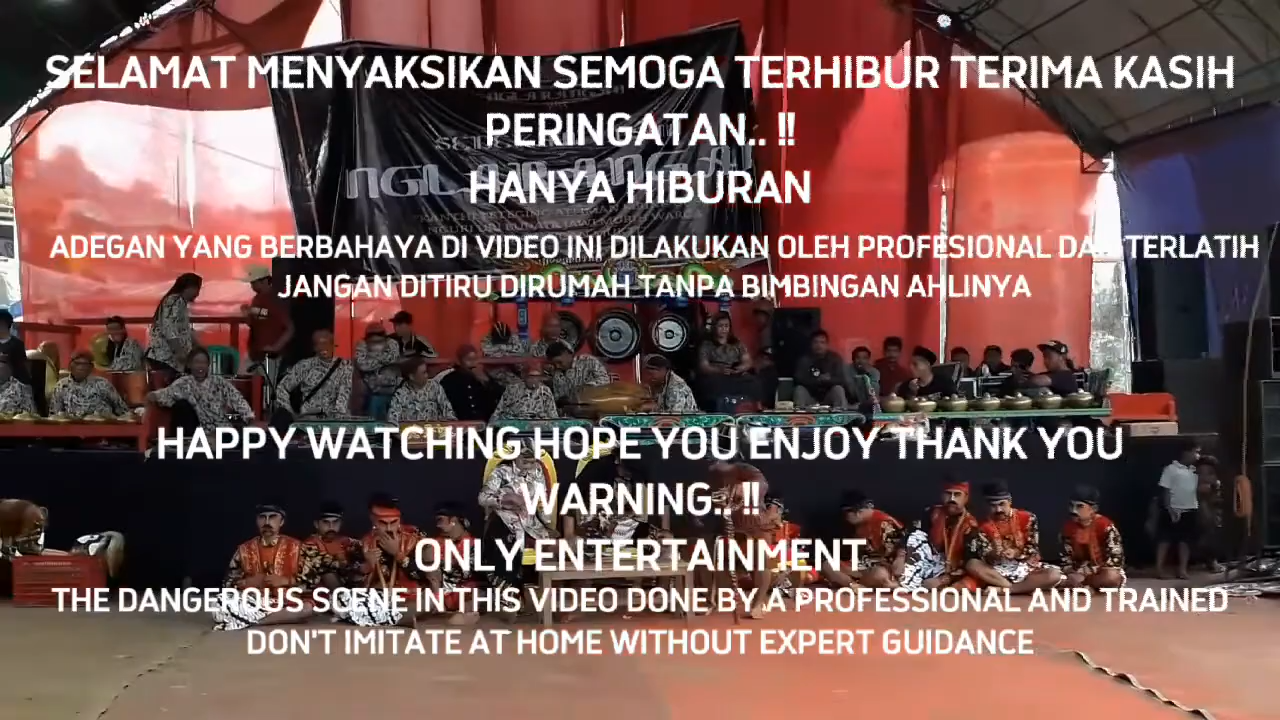 SELAMAT MENYAKSIKAN SEMOGA TERHIBUR TERIMA KASIH
PERINGATAN.. !!
HANYA HIBURAN
ADEGAN YANG BERBAHAYA DI VIDEO INI DILAKUKAN OLEH PROFESIONAL DAN TERLATIH
JANGAN DITIRU DIRUMAH TANPA BIMBINGAN AHLINYA
HAPPY WATCHING HOPE YOU ENJOY THANK YOU
WARNING.. !!
ONLY ENTERTAINMENT
THE DANGEROUS SCENE IN THIS VIDEO DONE BY A PROFESSIONAL AND TRAINED
DON'T IMITATE AT HOME WITHOUT EXPERT GUIDANCE